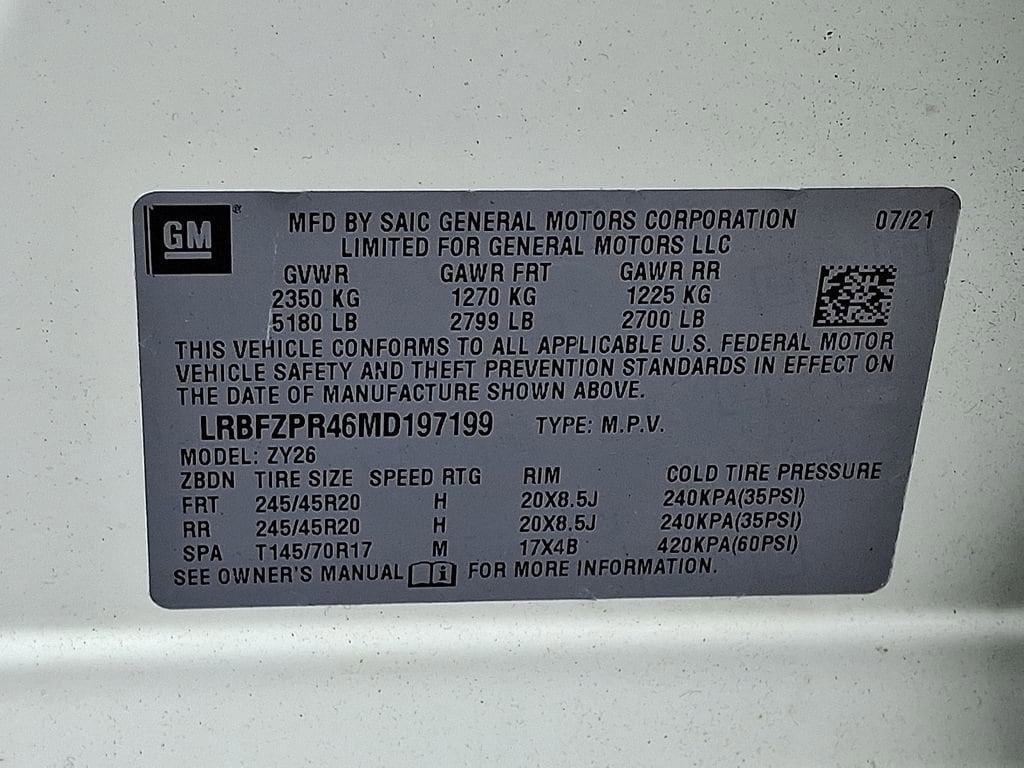 GM
MFD BY SAIC GENERAL MOTORS CORPORATION 07/21
LIMITED FOR GENERAL MOTORS LLC
GVWR GAWR FRT GAWR RR
2350 KG 1270 KG 1225 KG
5180 LB 2799 LB 2700 LB
THIS VEHICLE CONFORMS TO ALL APPLICABLE U.S. FEDERAL MOTOR
VEHICLE SAFETY AND THEFT PREVENTION STANDARDS IN EFFECT ON
THE DATE OF MANUFACTURE SHOWN ABOVE.
LRBFZPR46MD197199 TYPE: M.P.V.
MODEL: ZY26
ZBDN TIRE SIZE SPEED RTG RIM COLD TIRE PRESSURE
FRT 245/45R20 H 20X8.5J 240KPA(35PSI)
RR 245/45R20 H 20X8.5J 240KPA(35PSI)
SPA T145/70R17 M 17X4B 420KPA(60PSI)
SEE OWNER'S MANUAL i FOR MORE INFORMATION.